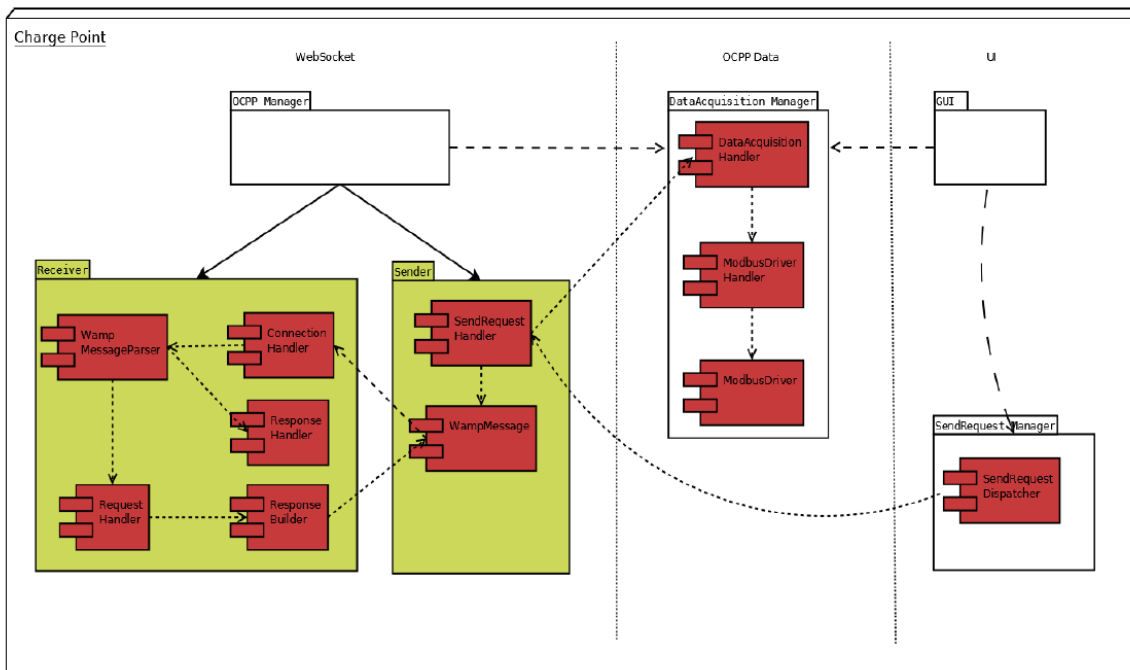 Charge Point
WebSocket
OCPP Data
UI
OCPP Manager
DataAcquisition Manager
GUI
DataAcquisition
Handler
ModbusDriver
Handler
ModbusDriver
Receiver
Wamp
MessageParser
Connection
Handler
Response
Handler
Request
Handler
Response
Builder
Sender
SendRequest
Handler
WampMessage
SendRequest Manager
SendRequest
Dispatcher